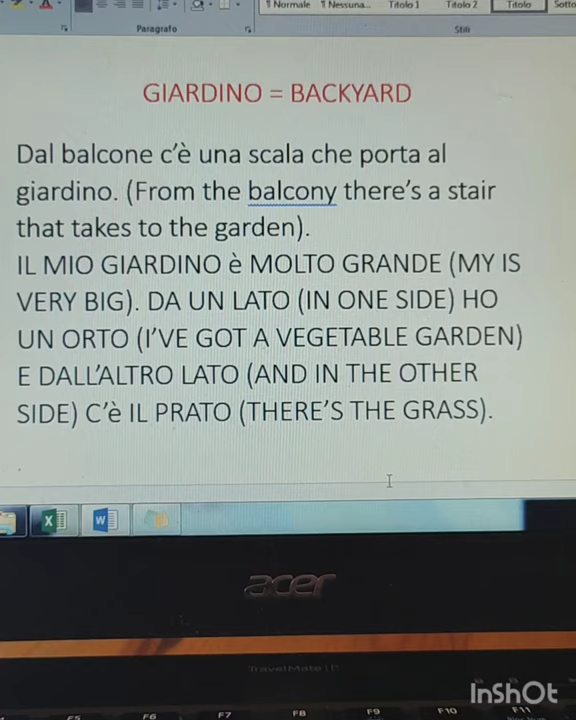 ¶ Normale ¶ Nessuna... Titolo 1 Titolo 2 Titolo Sotto
Paragrafo Stili
GIARDINO = BACKYARD
Dal balcone c'è una scala che porta al
giardino. (From the balcony there's a stair
that takes to the garden).
IL MIO GIARDINO è MOLTO GRANDE (MY IS
VERY BIG). DA UN LATO (IN ONE SIDE) HO
UN ORTO (I'VE GOT A VEGETABLE GARDEN)
E DALL'ALTRO LATO (AND IN THE OTHER
SIDE) C'è IL PRATO (THERE'S THE GRASS).
acer
TravelMate | P
InShOt
F5 F6 F7 F8 F9 F10 F11